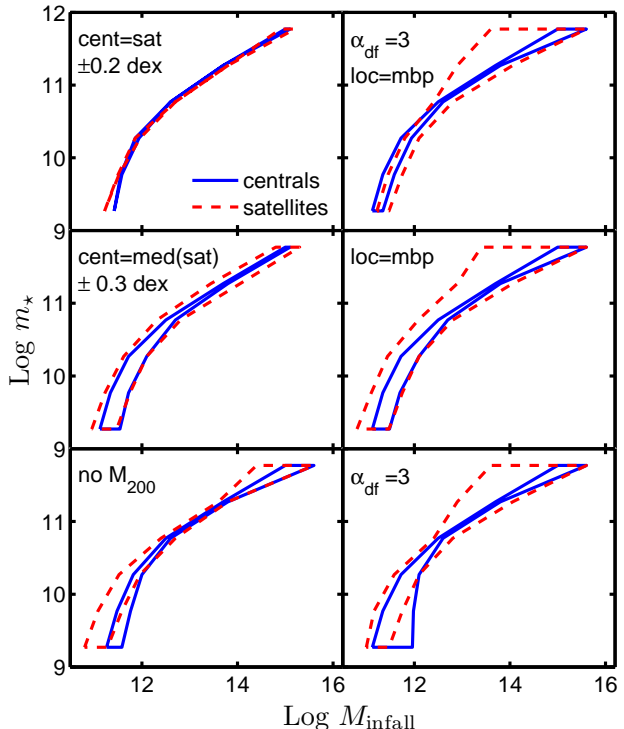 12
cent=sat
±0.2 dex
α_df =3
loc=mbp
11
10
centrals
satellites
9
cent=med(sat)
± 0.3 dex
loc=mbp
11
10
9
no M_200
α_df =3
11
10
9
12 14 16
12 14 16
Log m⋆
Log M_infall